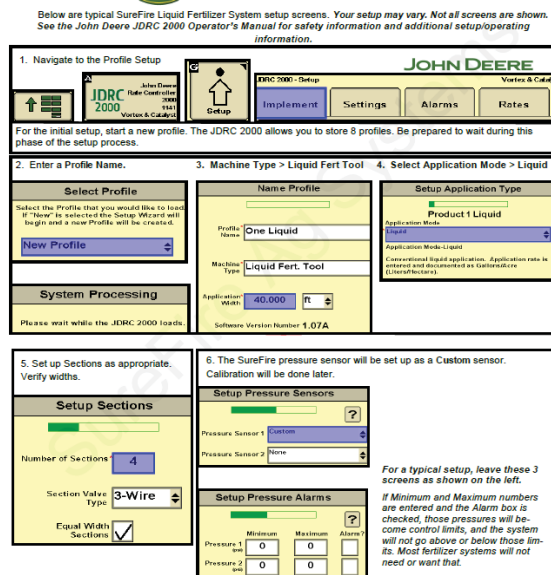 Below are typical SureFire Liquid Fertilizer System setup screens. Your setup may vary. Not all screens are shown.
See the John Deere JDRC 2000 Operator's Manual for safety information and additional setup/operating
information.
1. Navigate to the Profile Setup
A
JDRC
2000
John Deere
Rate Controller
2000
1141
Vortex & Catalyst
G
Setup
JOHN DEERE
JDRC 2000 - Setup
Vortex & Catal
Implement
Settings
Alarms
Rates
For the initial setup, start a new profile. The JDRC 2000 allows you to store 8 profiles. Be prepared to wait during this
phase of the setup process.
2. Enter a Profile Name.
Select Profile
Select the Profile that you would like to load.
If "New" is selected the Setup Wizard will
begin and a new Profile will be created.
New Profile
System Processing
Please wait while the JDRC 2000 loads.
3. Machine Type > Liquid Fert Tool
Name Profile
Profile* Name
One Liquid
Machine* Type
Liquid Fert. Tool
Application* Width
40.000
ft
Software Version Number 1.07A
4. Select Application Mode > Liquid
Setup Application Type
Product 1 Liquid
Application Mode
Liquid
Application Mode-Liquid
Conventional liquid application. Application rate is
entered and documented as Gallons/Acre
(Liters/Hectare).
5. Set up Sections as appropriate.
Verify widths.
Setup Sections
Number of Sections*
4
Section Valve
Type
3-Wire
Equal Width
Sections
6. The SureFire pressure sensor will be set up as a Custom sensor.
Calibration will be done later.
Setup Pressure Sensors
?
Pressure Sensor 1
Custom
Pressure Sensor 2
None
Setup Pressure Alarms
?
Minimum
Maximum
Alarm?
Pressure 1
(psi)
0
0
Pressure 2
(psi)
0
0
For a typical setup, leave these 3
screens as shown on the left.
If Minimum and Maximum numbers
are entered and the Alarm box is
checked, those pressures will be-
come control limits, and the system
will not go above or below those lim-
its. Most fertilizer systems will not
need or want that.
SureFire Ag Systems